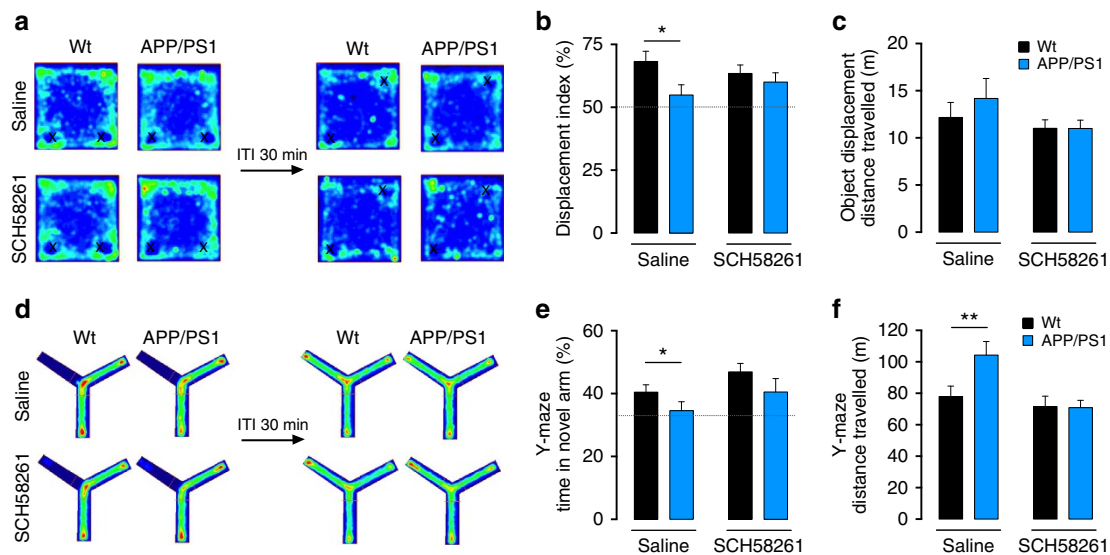 a
Wt APP/PS1 Wt APP/PS1
Saline
X X X X X X
ITI 30 min
SCH58261
X X X X X X
b
Displacement index (%)
75
50
25
0
*
Saline SCH58261
c
Object displacement
distance travelled (m)
20
15
10
5
0
Wt
APP/PS1
Saline SCH58261
d
Wt APP/PS1 Wt APP/PS1
Saline
ITI 30 min
SCH58261
e
Y-maze
time in novel arm (%)
60
40
20
0
*
Saline SCH58261
f
Y-maze
distance travelled (m)
120
100
80
60
40
20
0
**
Wt
APP/PS1
Saline SCH58261